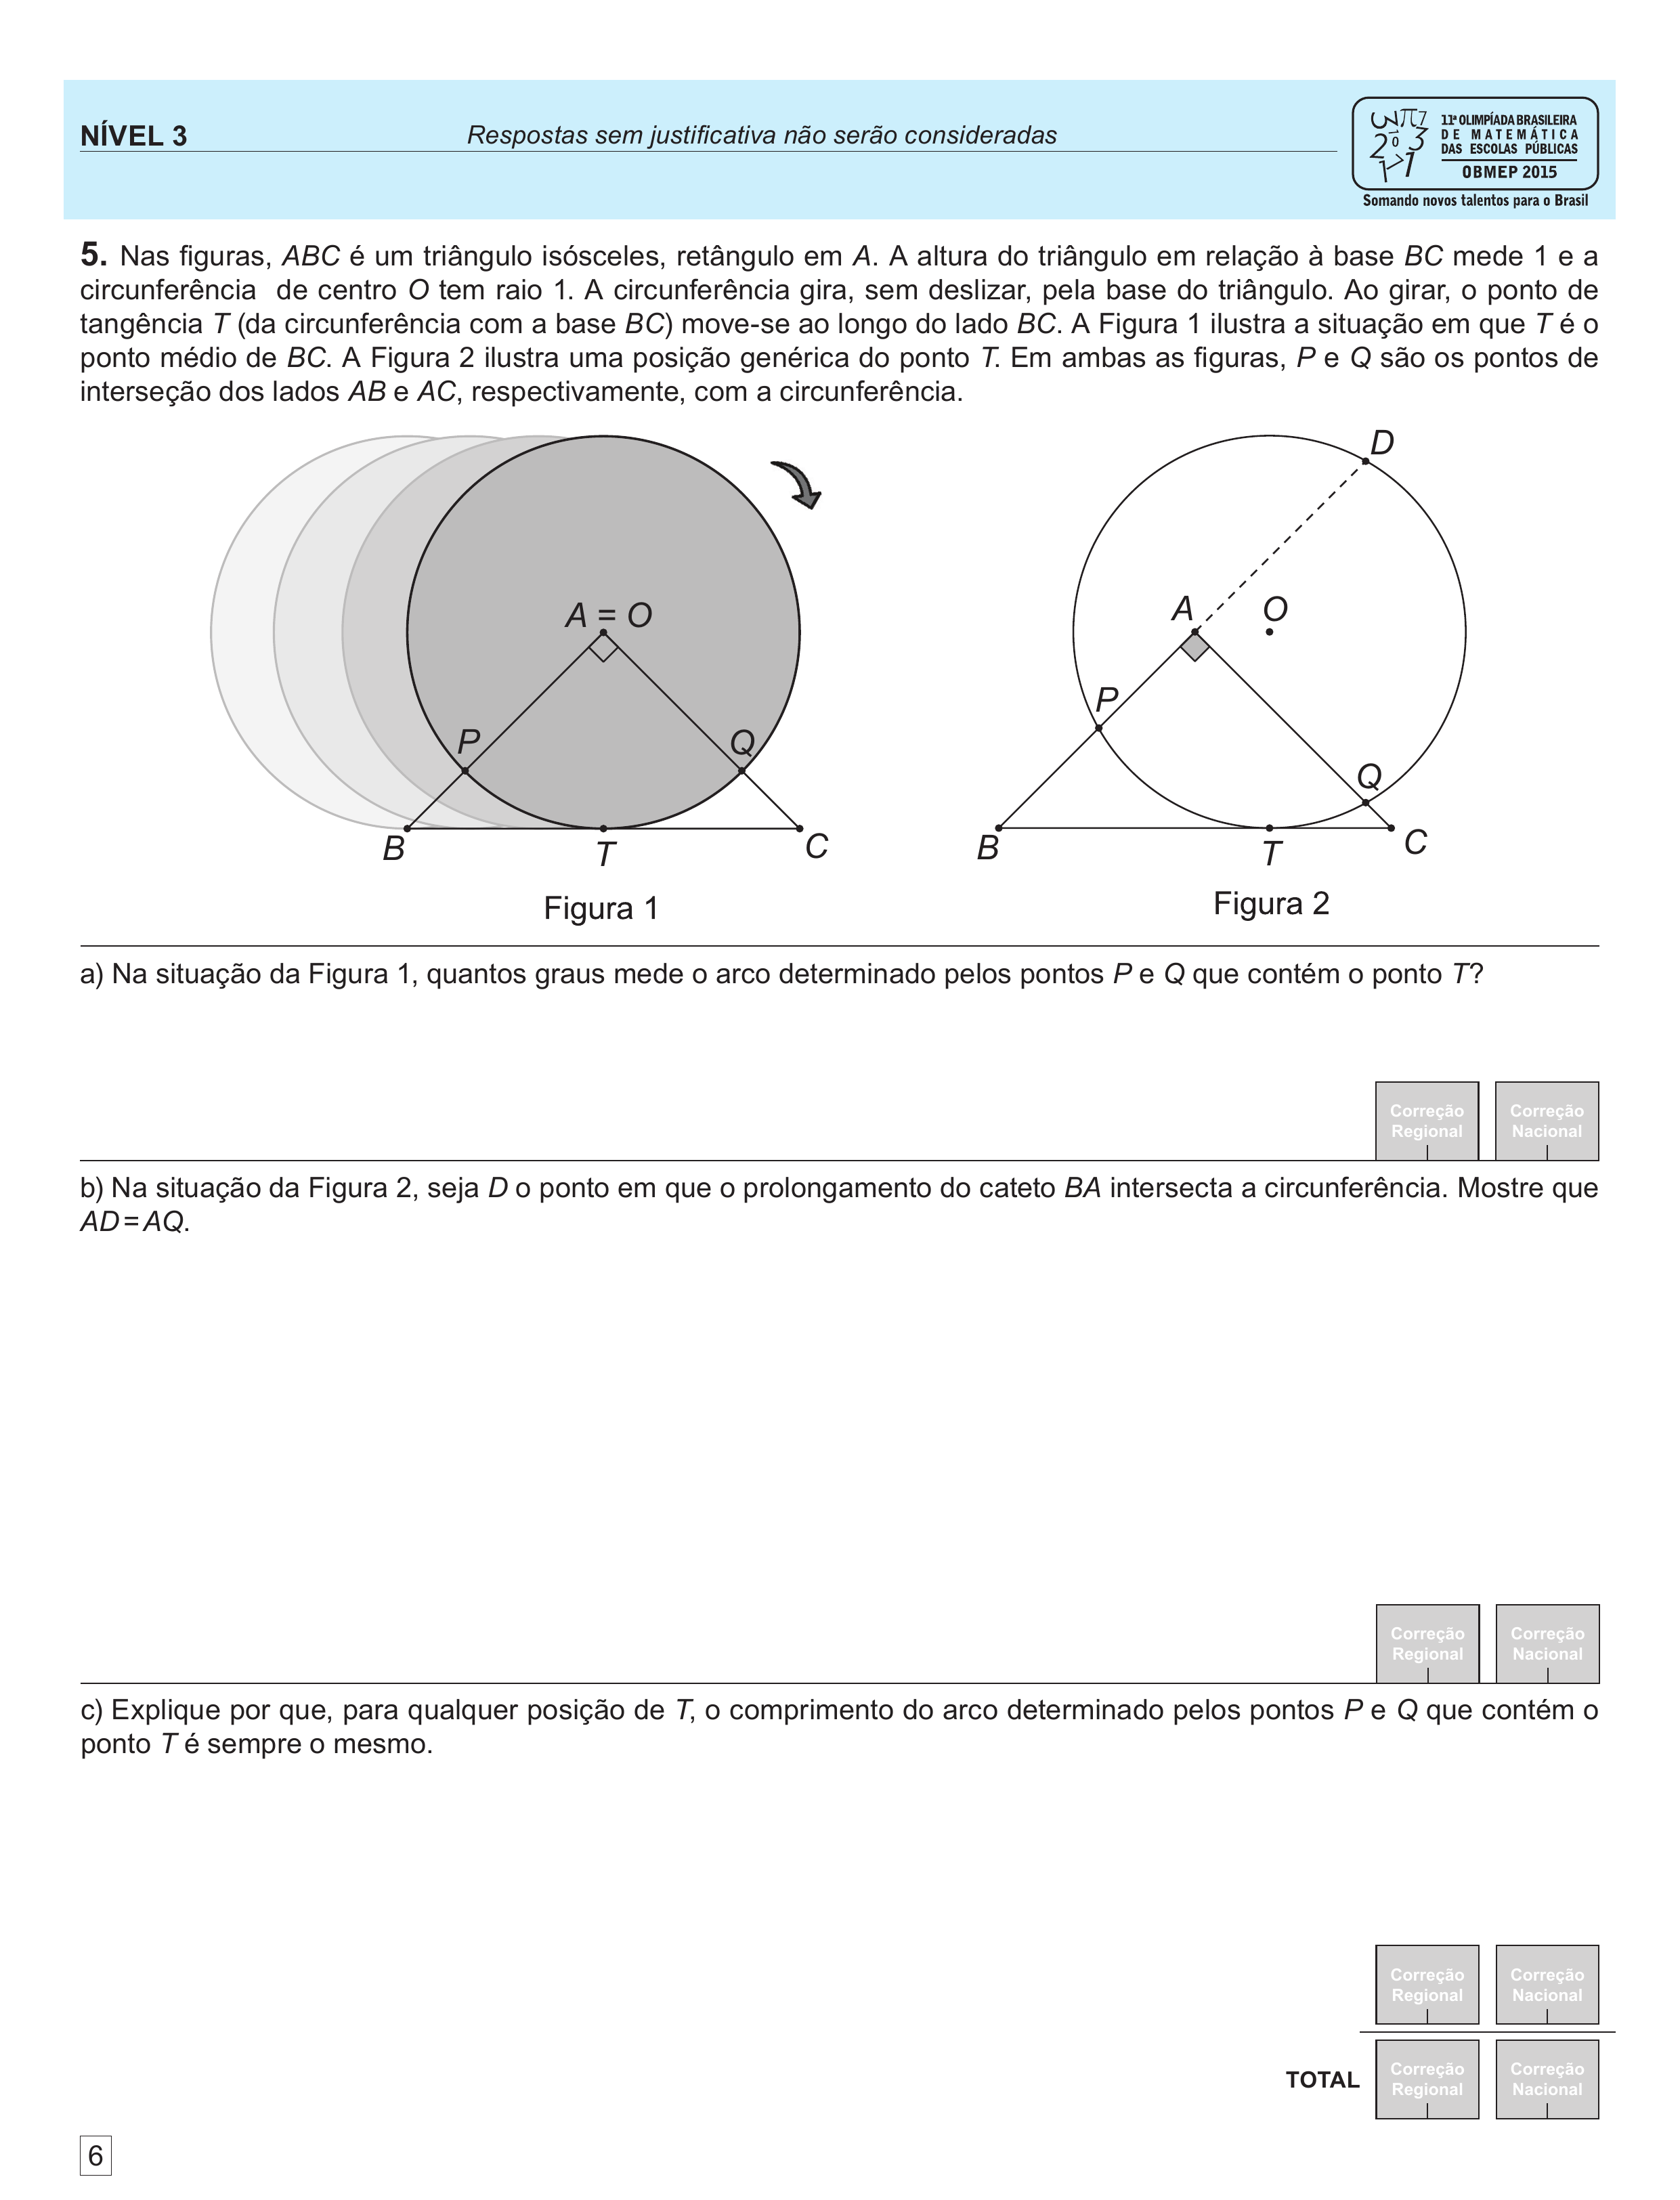 NÍVEL 3
Respostas sem justificativa não serão consideradas
11ª OLIMPÍADA BRASILEIRA
DE MATEMÁTICA
DAS ESCOLAS PÚBLICAS
OBMEP 2015
Somando novos talentos para o Brasil
5. Nas figuras, ABC é um triângulo isósceles, retângulo em A. A altura do triângulo em relação à base BC mede 1 e a
circunferência de centro O tem raio 1. A circunferência gira, sem deslizar, pela base do triângulo. Ao girar, o ponto de
tangência T (da circunferência com a base BC) move-se ao longo do lado BC. A Figura 1 ilustra a situação em que T é o
ponto médio de BC. A Figura 2 ilustra uma posição genérica do ponto T. Em ambas as figuras, P e Q são os pontos de
interseção dos lados AB e AC, respectivamente, com a circunferência.
A = O
P
Q
B
T
C
Figura 1
D
A
O
P
Q
B
T
C
Figura 2
a) Na situação da Figura 1, quantos graus mede o arco determinado pelos pontos P e Q que contém o ponto T?
Correção
Regional
Correção
Nacional
b) Na situação da Figura 2, seja D o ponto em que o prolongamento do cateto BA intersecta a circunferência. Mostre que
AD=AQ.
Correção
Regional
Correção
Nacional
c) Explique por que, para qualquer posição de T, o comprimento do arco determinado pelos pontos P e Q que contém o
ponto T é sempre o mesmo.
Correção
Regional
Correção
Nacional
TOTAL
Correção
Regional
Correção
Nacional
6